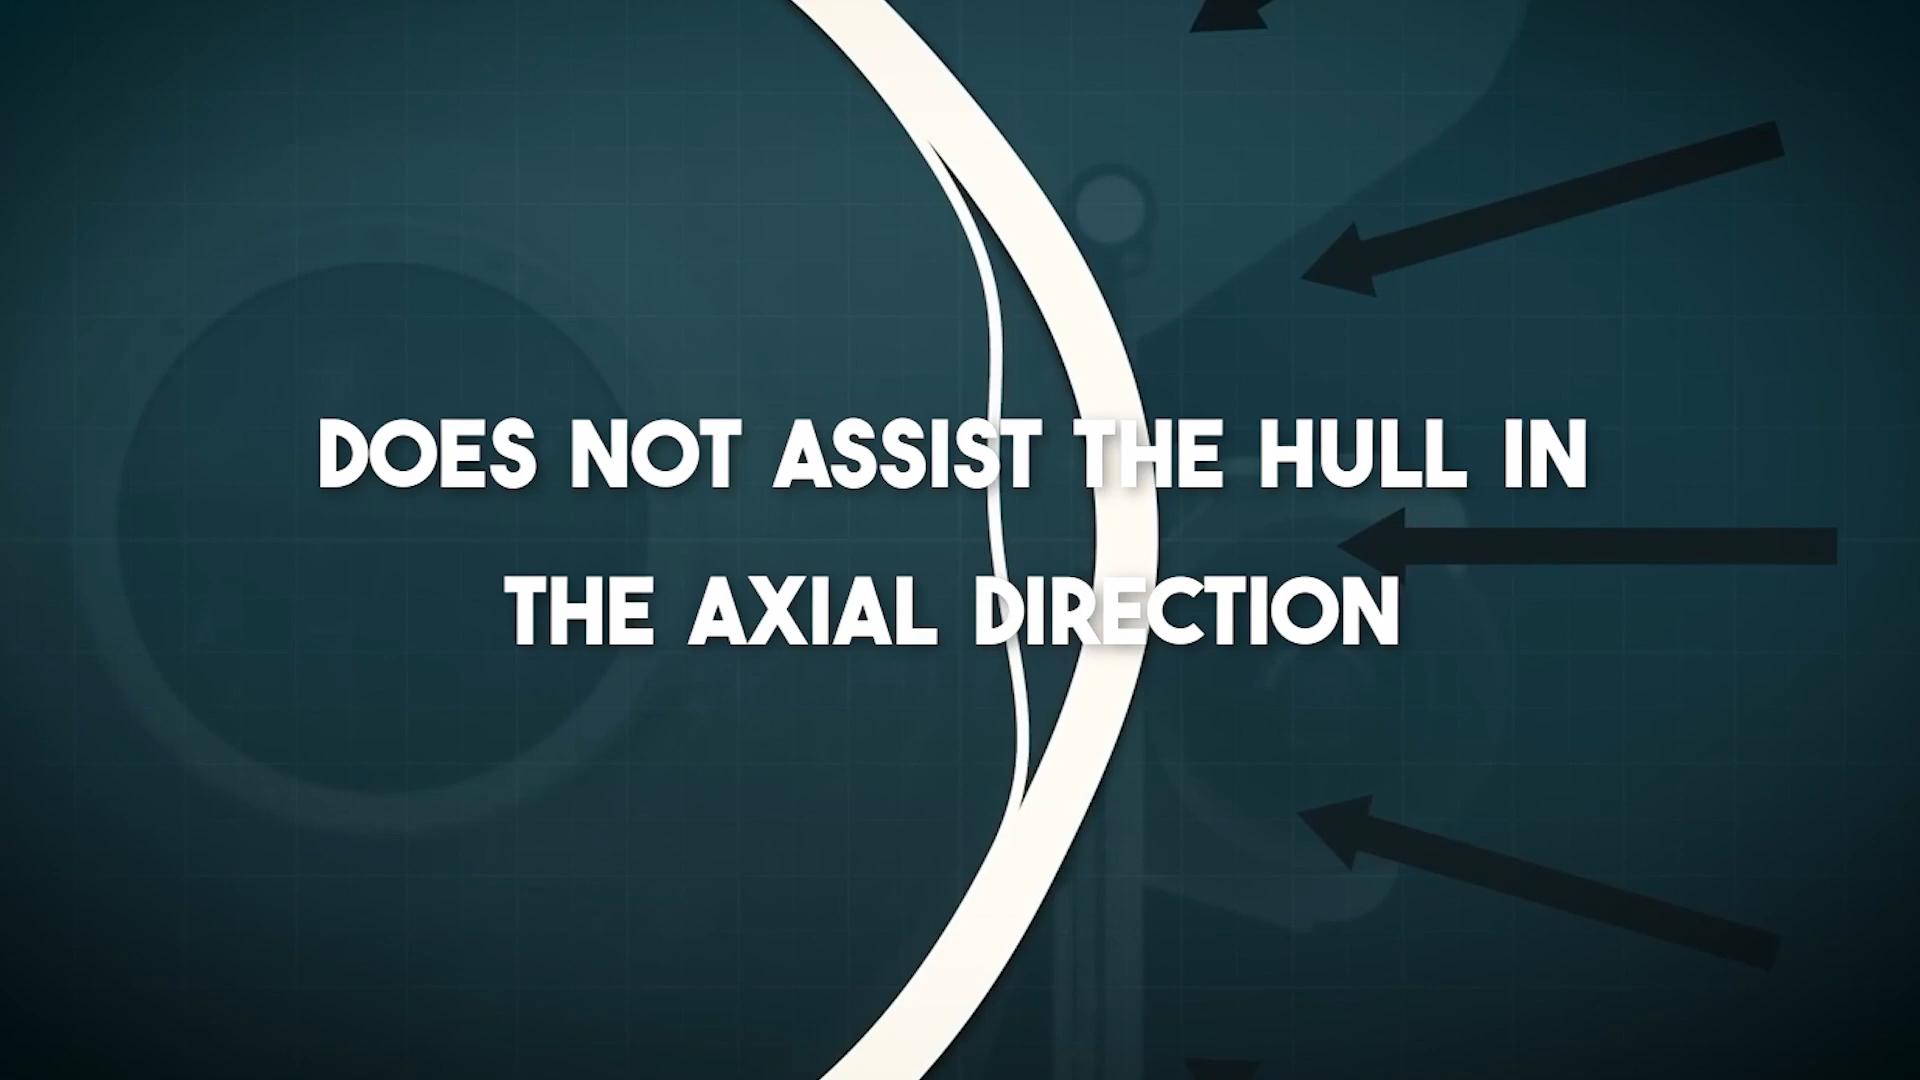 DOES NOT ASSIST THE HULL IN
THE AXIAL DIRECTION